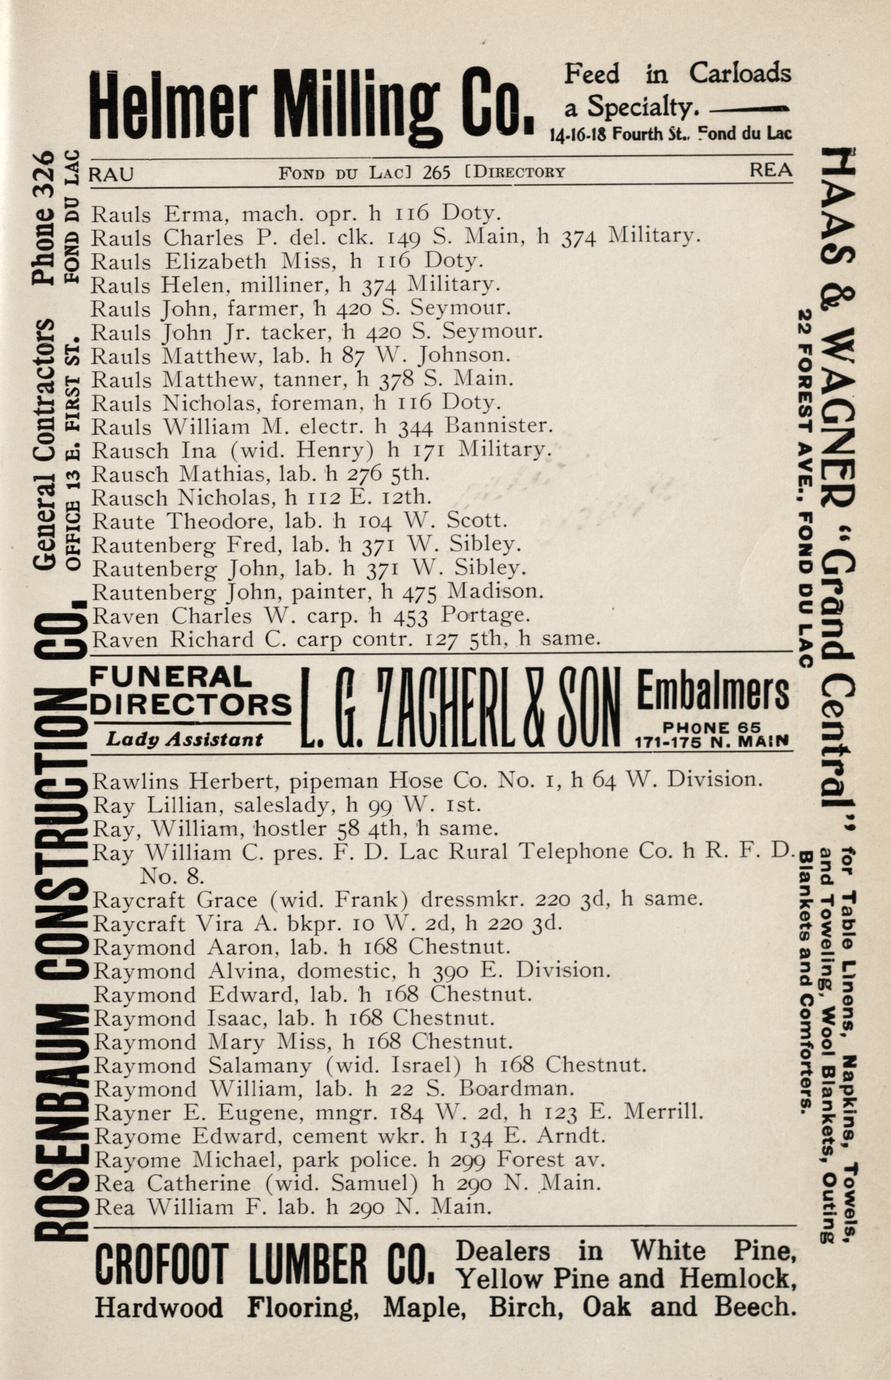 Helmer Milling Co.
Feed in Carloads
a Specialty.
14-16-18 Fourth St., Fond du Lac
RAU Fond du Lac] 265 [Directory REA
Rauls Erma, mach. opr. h 116 Doty.
Rauls Charles P. del. clk. 149 S. Main, h 374 Military.
Rauls Elizabeth Miss, h 116 Doty.
Rauls Helen, milliner, h 374 Military.
Rauls John, farmer, h 420 S. Seymour.
Rauls John Jr. tacker, h 420 S. Seymour.
Rauls Matthew, lab. h 87 W. Johnson.
Rauls Matthew, tanner, h 378 S. Main.
Rauls Nicholas, foreman, h 116 Doty.
Rauls William M. electr. h 344 Bannister.
Rausch Ina (wid. Henry) h 171 Military.
Rausch Mathias, lab. h 276 5th.
Rausch Nicholas, h 112 E. 12th.
Raute Theodore, lab. h 104 W. Scott.
Rautenberg Fred, lab. h 371 W. Sibley.
Rautenberg John, lab. h 371 W. Sibley.
Rautenberg John, painter, h 475 Madison.
Raven Charles W. carp. h 453 Portage.
Raven Richard C. carp contr. 127 5th, h same.
FUNERAL
DIRECTORS
Lady Assistant
L. G. ZACHERL & SON
Embalmers
PHONE 65
171-175 N. MAIN
Rawlins Herbert, pipeman Hose Co. No. 1, h 64 W. Division.
Ray Lillian, saleslady, h 99 W. 1st.
Ray, William, hostler 58 4th, h same.
Ray William C. pres. F. D. Lac Rural Telephone Co. h R. F. D.
No. 8.
Raycraft Grace (wid. Frank) dressmkr. 220 3d, h same.
Raycraft Vira A. bkpr. 10 W. 2d, h 220 3d.
Raymond Aaron, lab. h 168 Chestnut.
Raymond Alvina, domestic, h 390 E. Division.
Raymond Edward, lab. h 168 Chestnut.
Raymond Isaac, lab. h 168 Chestnut.
Raymond Mary Miss, h 168 Chestnut.
Raymond Salamany (wid. Israel) h 168 Chestnut.
Raymond William, lab. h 22 S. Boardman.
Rayner E. Eugene, mngr. 184 W. 2d, h 123 E. Merrill.
Rayome Edward, cement wkr. h 134 E. Arndt.
Rayome Michael, park police. h 299 Forest av.
Rea Catherine (wid. Samuel) h 290 N. Main.
Rea William F. lab. h 290 N. Main.
CROFOOT LUMBER CO.
Dealers in White Pine,
Yellow Pine and Hemlock,
Hardwood Flooring, Maple, Birch, Oak and Beech.
ROSENBAUM CONSTRUCTION CO.
General Contractors Phone 326
OFFICE 13 E. FIRST ST. FOND DU LAC
HAAS & WAGNER "Grand Central"
22 FOREST AVE., FOND DU LAC
for Table Linens, Napkins, Towels,
and Toweling, Wool Blankets, Outing
Blankets and Comforters.